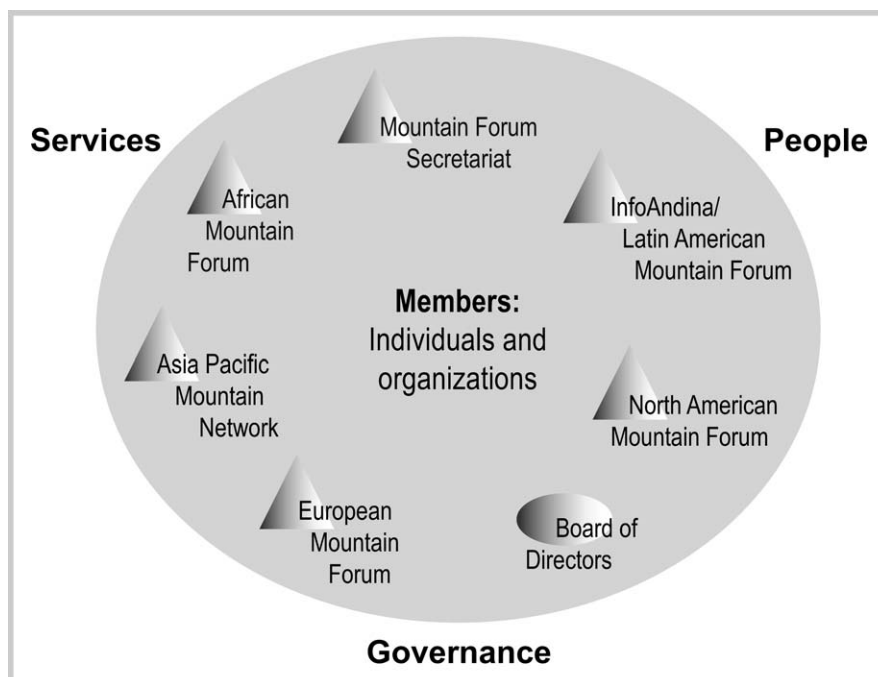 Services
People
Mountain Forum
Secretariat
African
Mountain
Forum
InfoAndina/
Latin American
Mountain Forum
Members:
Individuals and
organizations
Asia Pacific
Mountain
Network
North American
Mountain Forum
European
Mountain
Forum
Board of
Directors
Governance